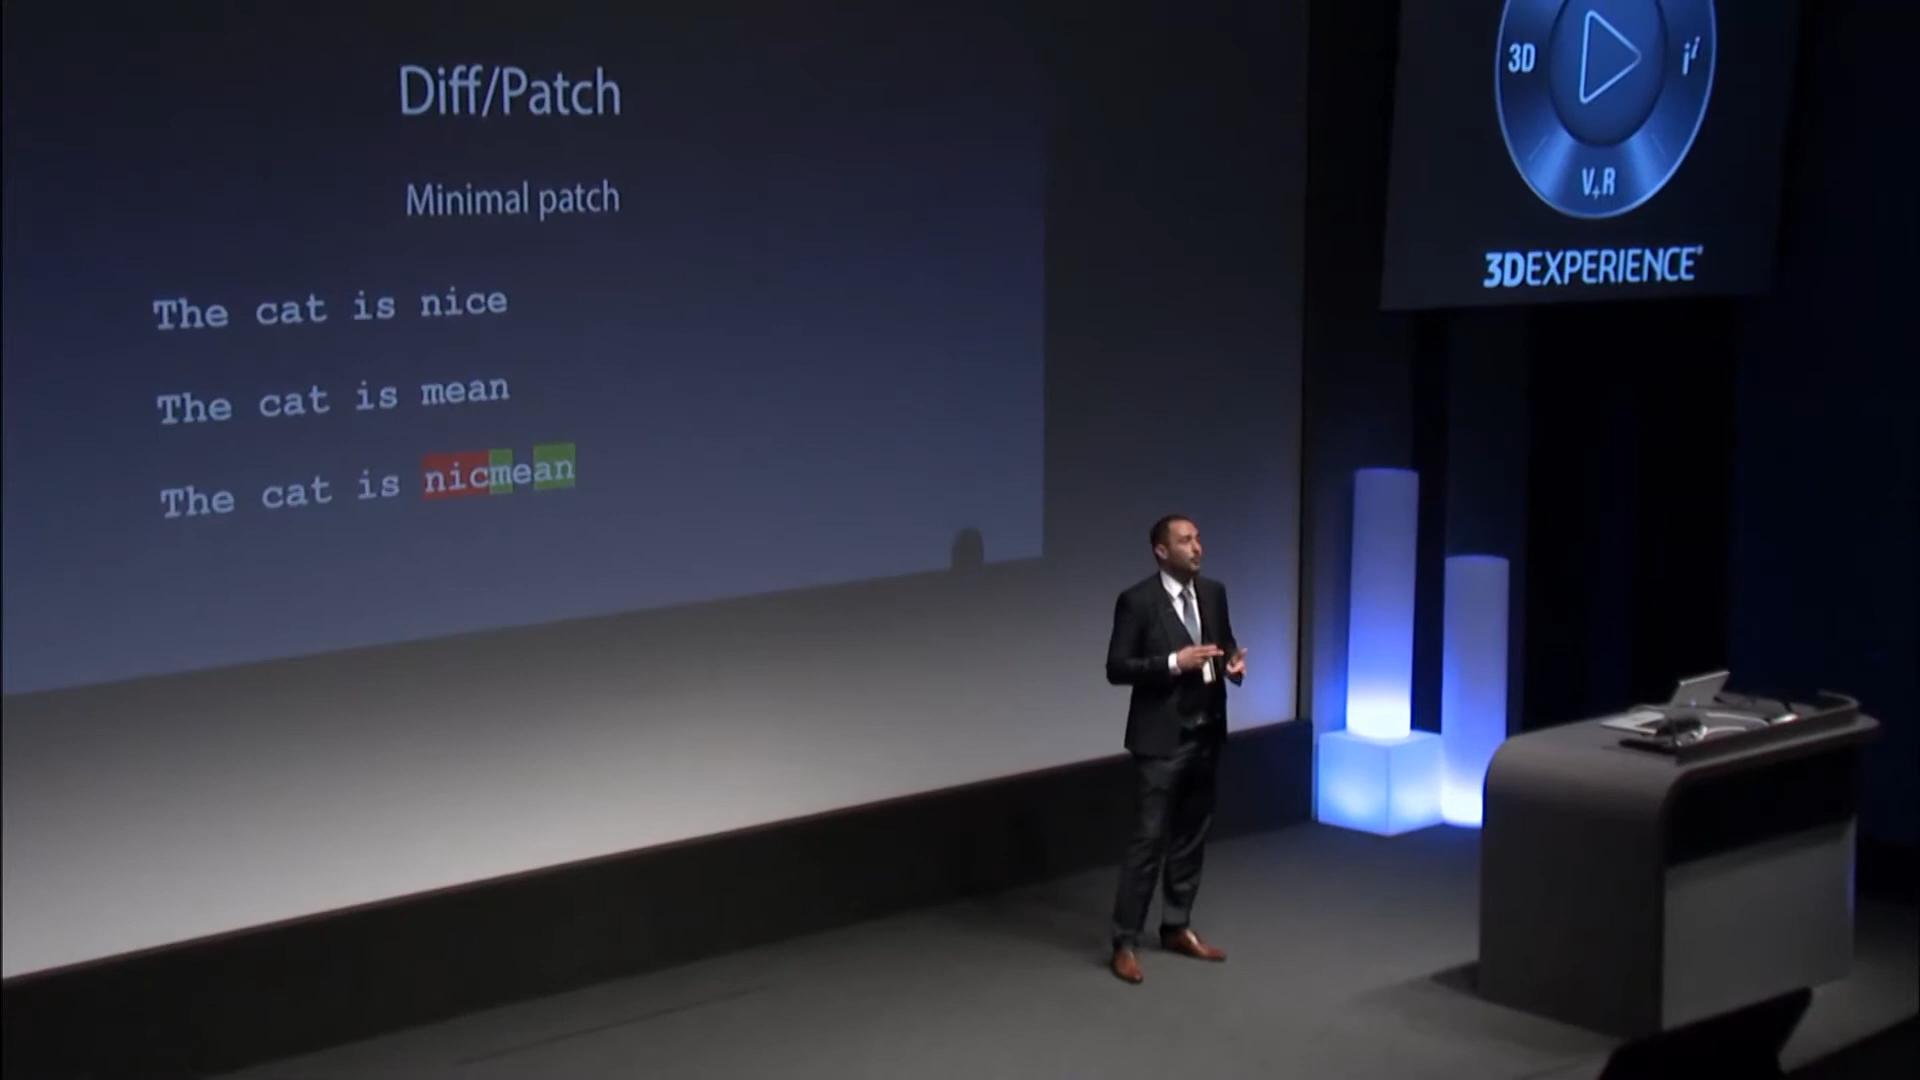 Diff/Patch
Minimal patch
The cat is nice
The cat is mean
The cat is nicmean
3D
V+R
3DEXPERIENCE®